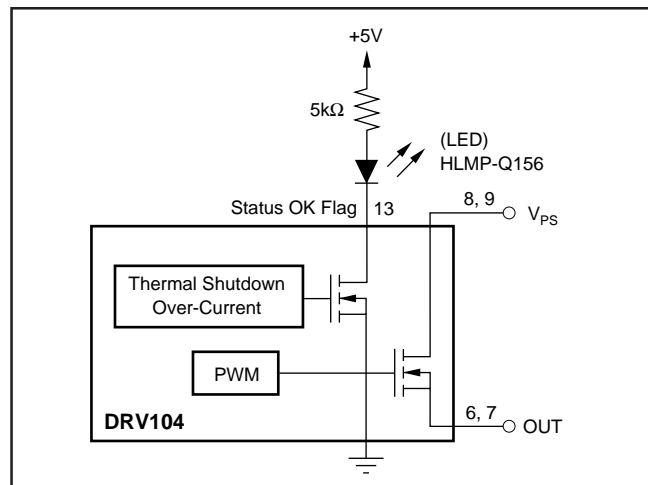 +5V
5kΩ
(LED)
HLMP-Q156
Status OK Flag
13
8, 9
V_PS
Thermal Shutdown
Over-Current
PWM
DRV104
6, 7
OUT